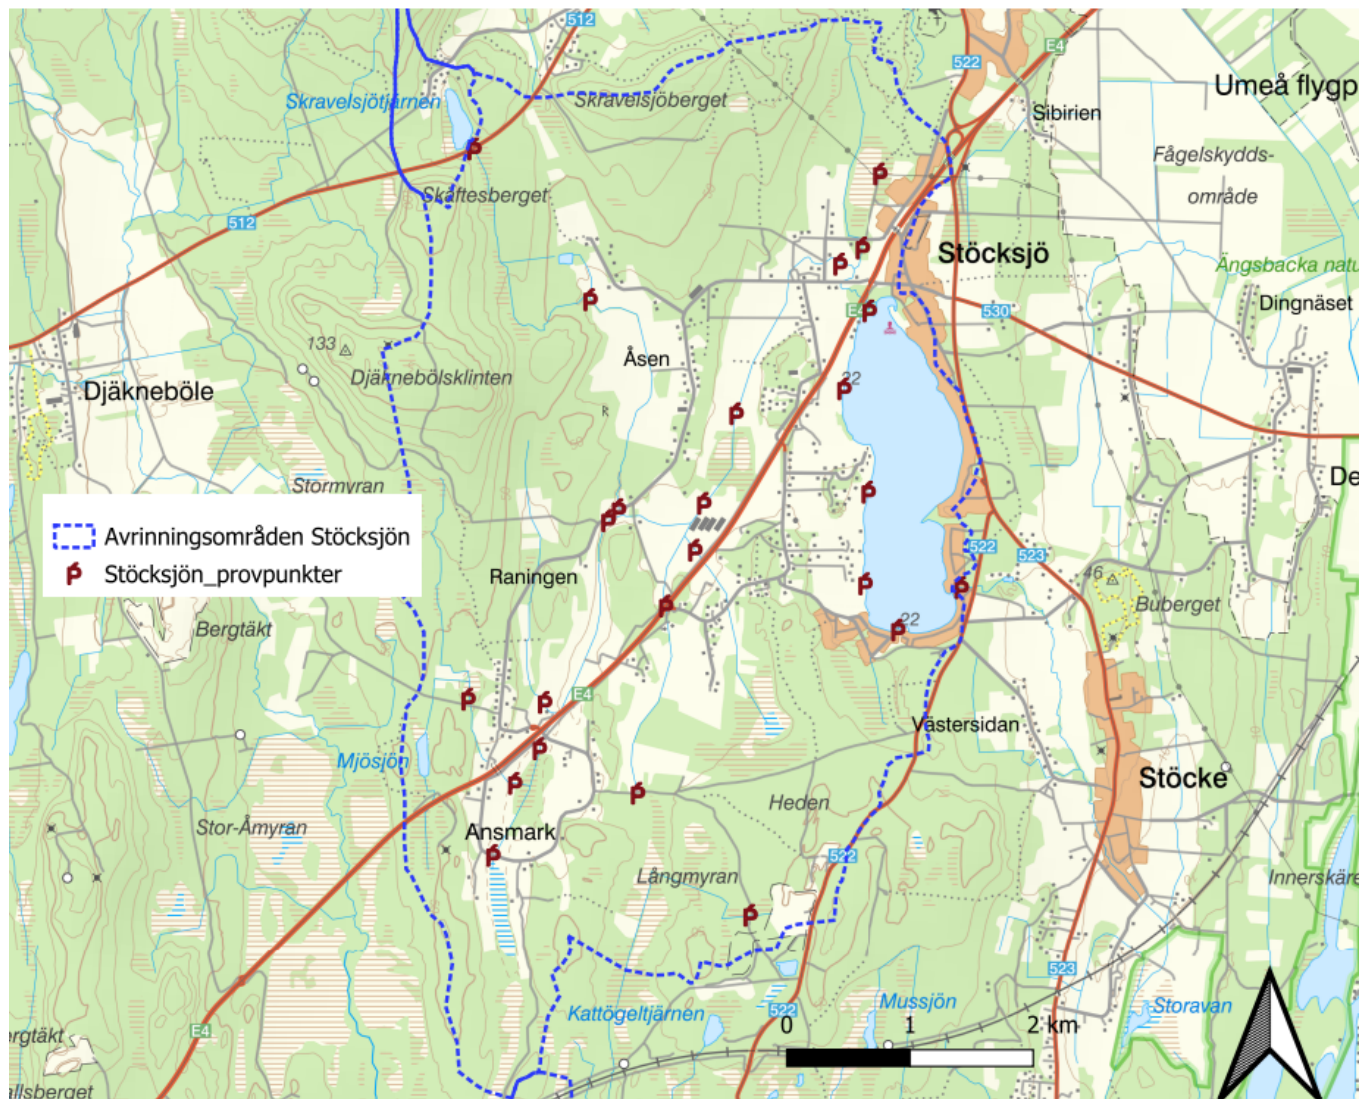 512
522
E4
Skravelsjötjärnen
Skravelsjöberget
Umeå flygp
Sibirien
Fågelskydds-
område
Skäftesberget
512
Stöcksjö
Ängsbacka natu
Dingnäset
530
133
Åsen
Djäknebölsklinten
Djäkneböle
22
R
Stormyran
De
Avrinningsområden Stöcksjön
Stöcksjön_provpunkter
522
523
46
Raningen
Buberget
Bergtäkt
22
E4
Västersidan
Mjösjön
Stöcke
Heden
Stor-Åmyran
Ansmark
522
Långmyran
Innerskäre
523
Kattögeltjärnen
522
Mussjön
Storavan
0 1 2 km
E4
ergtäkt
allsberget